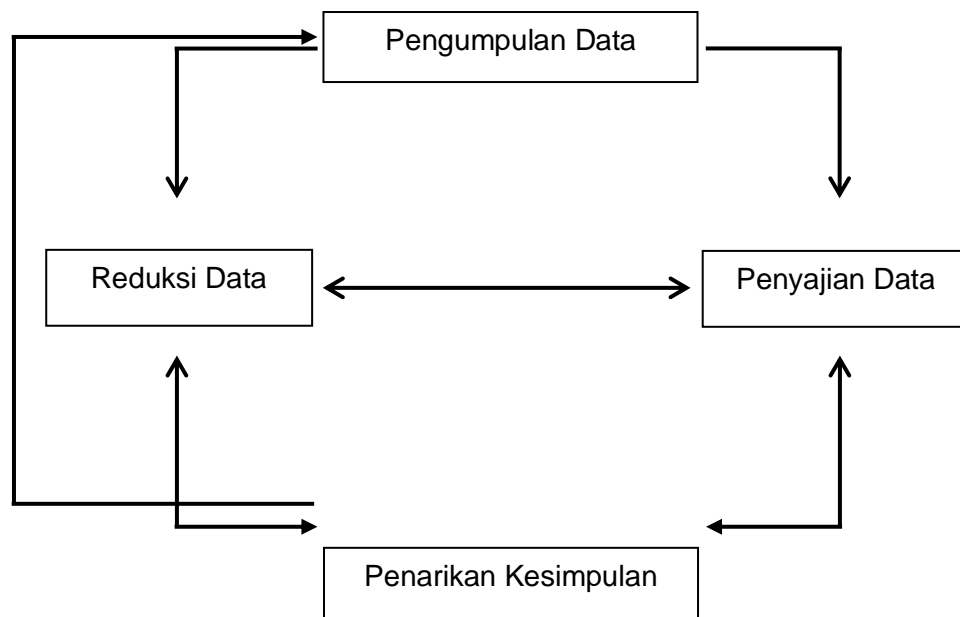 Pengumpulan Data
Reduksi Data
Penyajian Data
Penarikan Kesimpulan